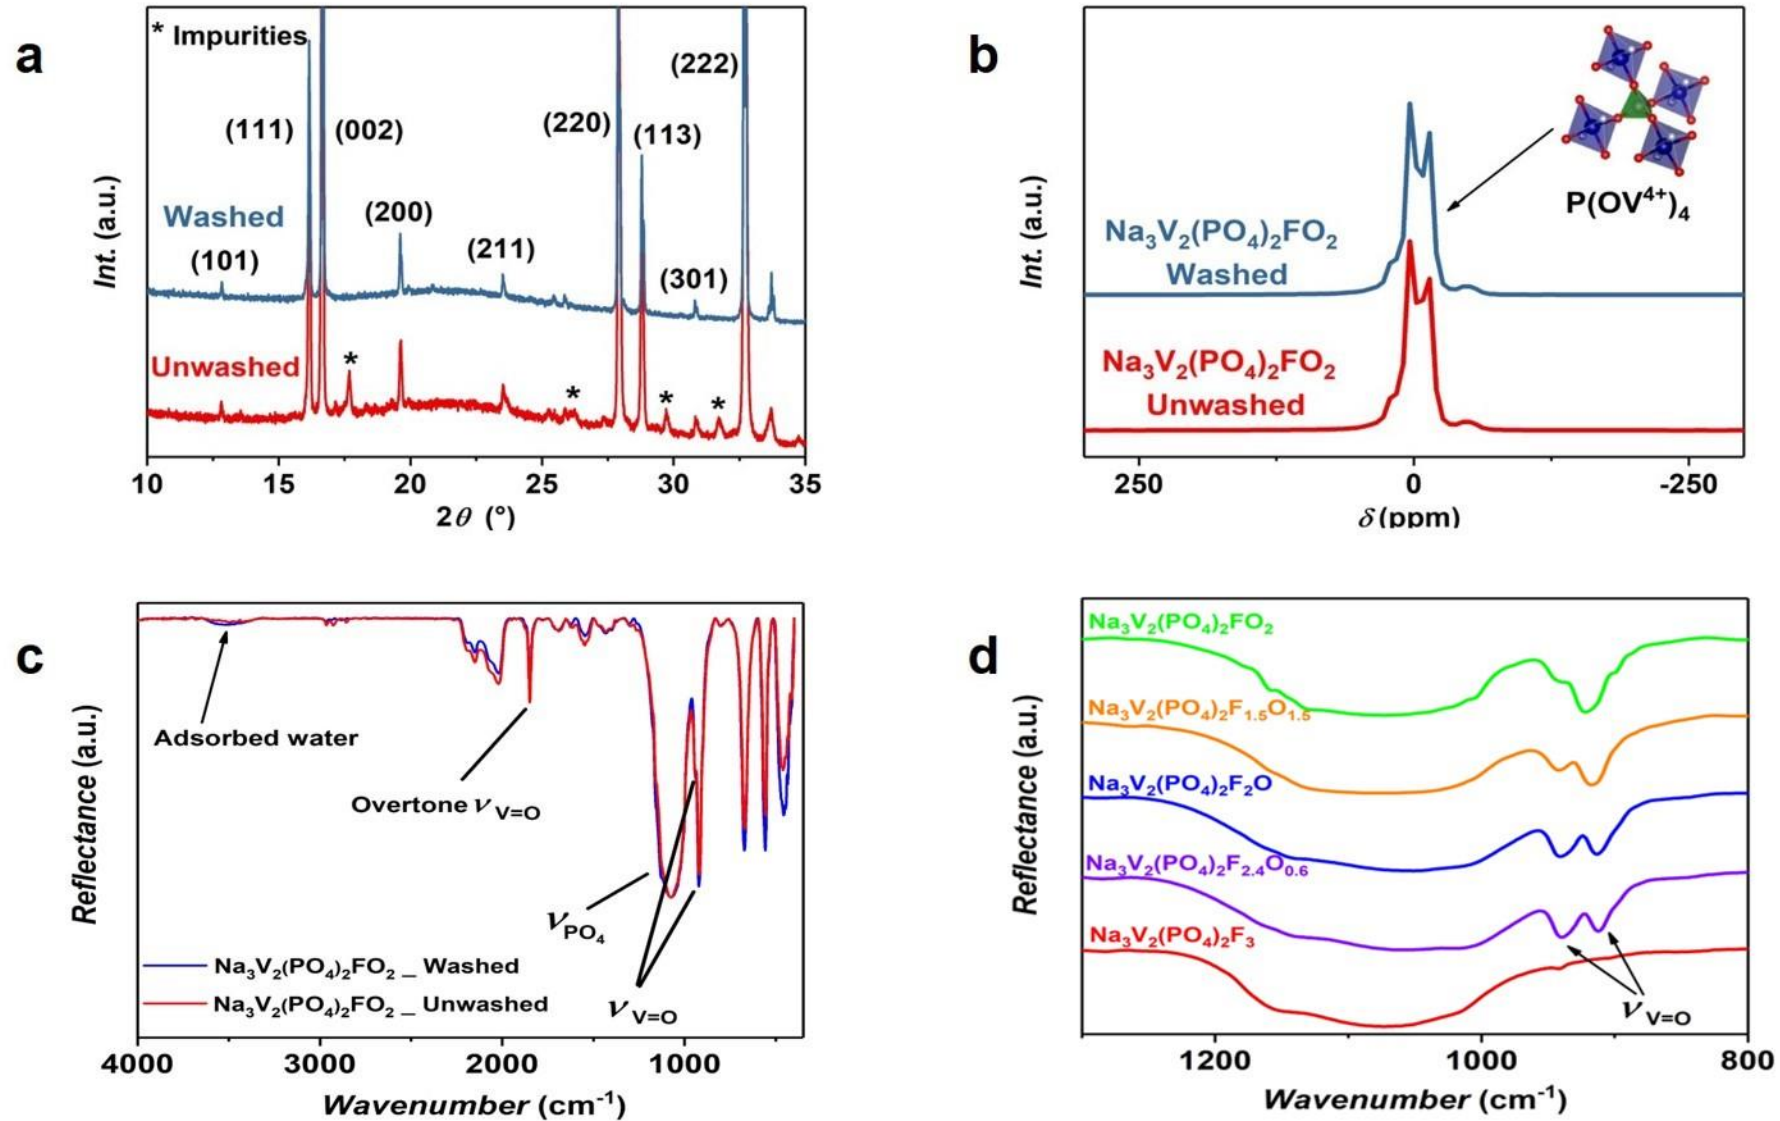 a
* Impurities
(222)
(111)
(002)
(220)
(113)
Washed
(200)
(101)
(211)
(301)
Unwashed
*
*
*
*
Int. (a.u.)
10 15 20 25 30 35
2θ (°)
b
P(OV⁴⁺)₄
Na₃V₂(PO₄)₂FO₂
Washed
Na₃V₂(PO₄)₂FO₂
Unwashed
Int. (a.u.)
250 0 -250
δ (ppm)
c
Adsorbed water
Overtone ν V=O
ν PO₄
ν V=O
Na₃V₂(PO₄)₂FO₂ _ Washed
Na₃V₂(PO₄)₂FO₂ _ Unwashed
Reflectance (a.u.)
4000 3000 2000 1000
Wavenumber (cm⁻¹)
d
Na₃V₂(PO₄)₂FO₂
Na₃V₂(PO₄)₂F₁.₅O₁.₅
Na₃V₂(PO₄)₂F₂O
Na₃V₂(PO₄)₂F₂.₄O₀.₆
Na₃V₂(PO₄)₂F₃
ν V=O
Reflectance (a.u.)
1200 1000 800
Wavenumber (cm⁻¹)